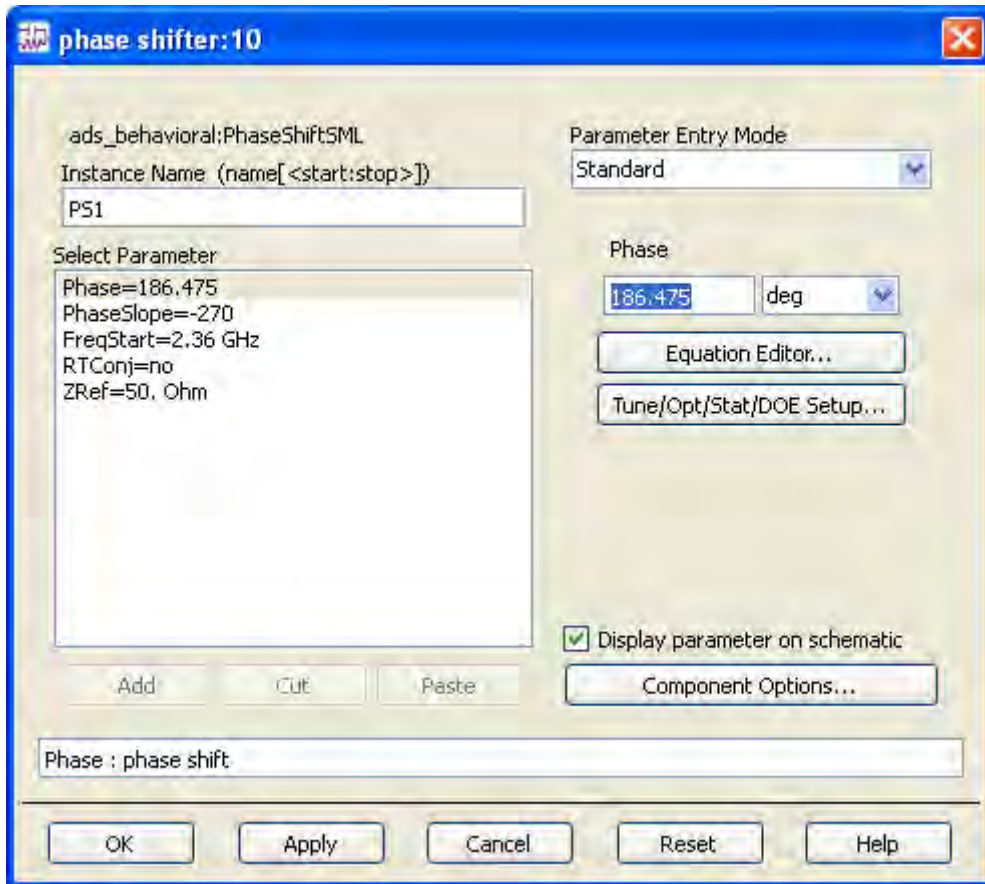 phase shifter:10
ads_behavioral:PhaseShiftSML
Instance Name (name[<start:stop>])
PS1
Select Parameter
Phase=186.475
PhaseSlope=-270
FreqStart=2.36 GHz
RTConj=no
ZRef=50. Ohm
Add Cut Paste
Parameter Entry Mode
Standard
Phase
186.475 deg
Equation Editor...
Tune/Opt/Stat/DOE Setup...
Display parameter on schematic
Component Options...
Phase : phase shift
OK Apply Cancel Reset Help